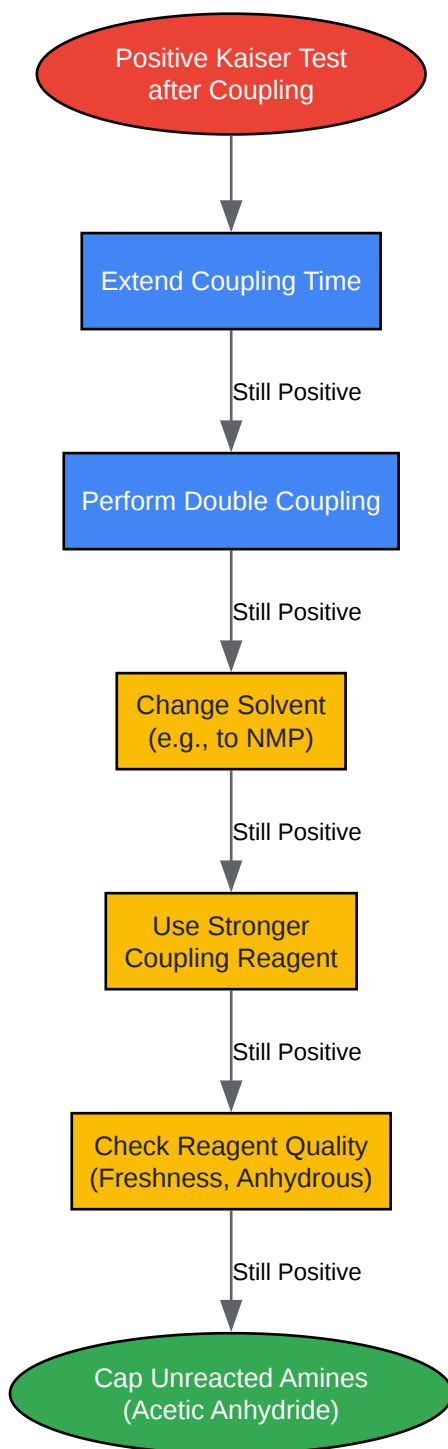 Positive Kaiser Test
after Coupling
Extend Coupling Time
Still Positive
Perform Double Coupling
Still Positive
Change Solvent
(e.g., to NMP)
Still Positive
Use Stronger
Coupling Reagent
Still Positive
Check Reagent Quality
(Freshness, Anhydrous)
Still Positive
Cap Unreacted Amines
(Acetic Anhydride)